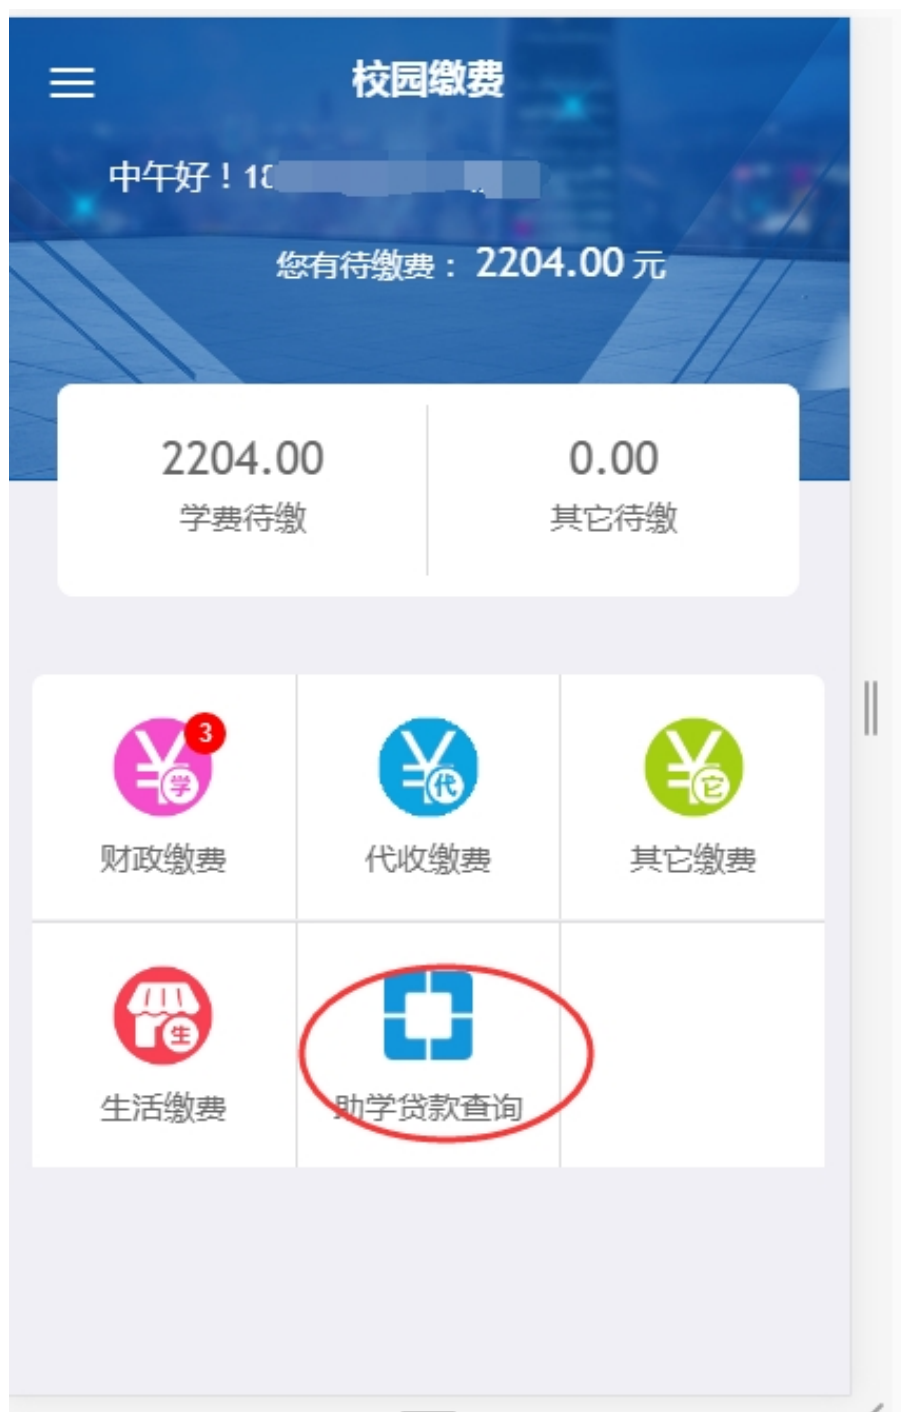 校园缴费
中午好！18
您有待缴费： 2204.00 元
2204.00
0.00
学费待缴
其它待缴
3
学
代
它
财政缴费
代收缴费
其它缴费
生
生活缴费
助学贷款查询